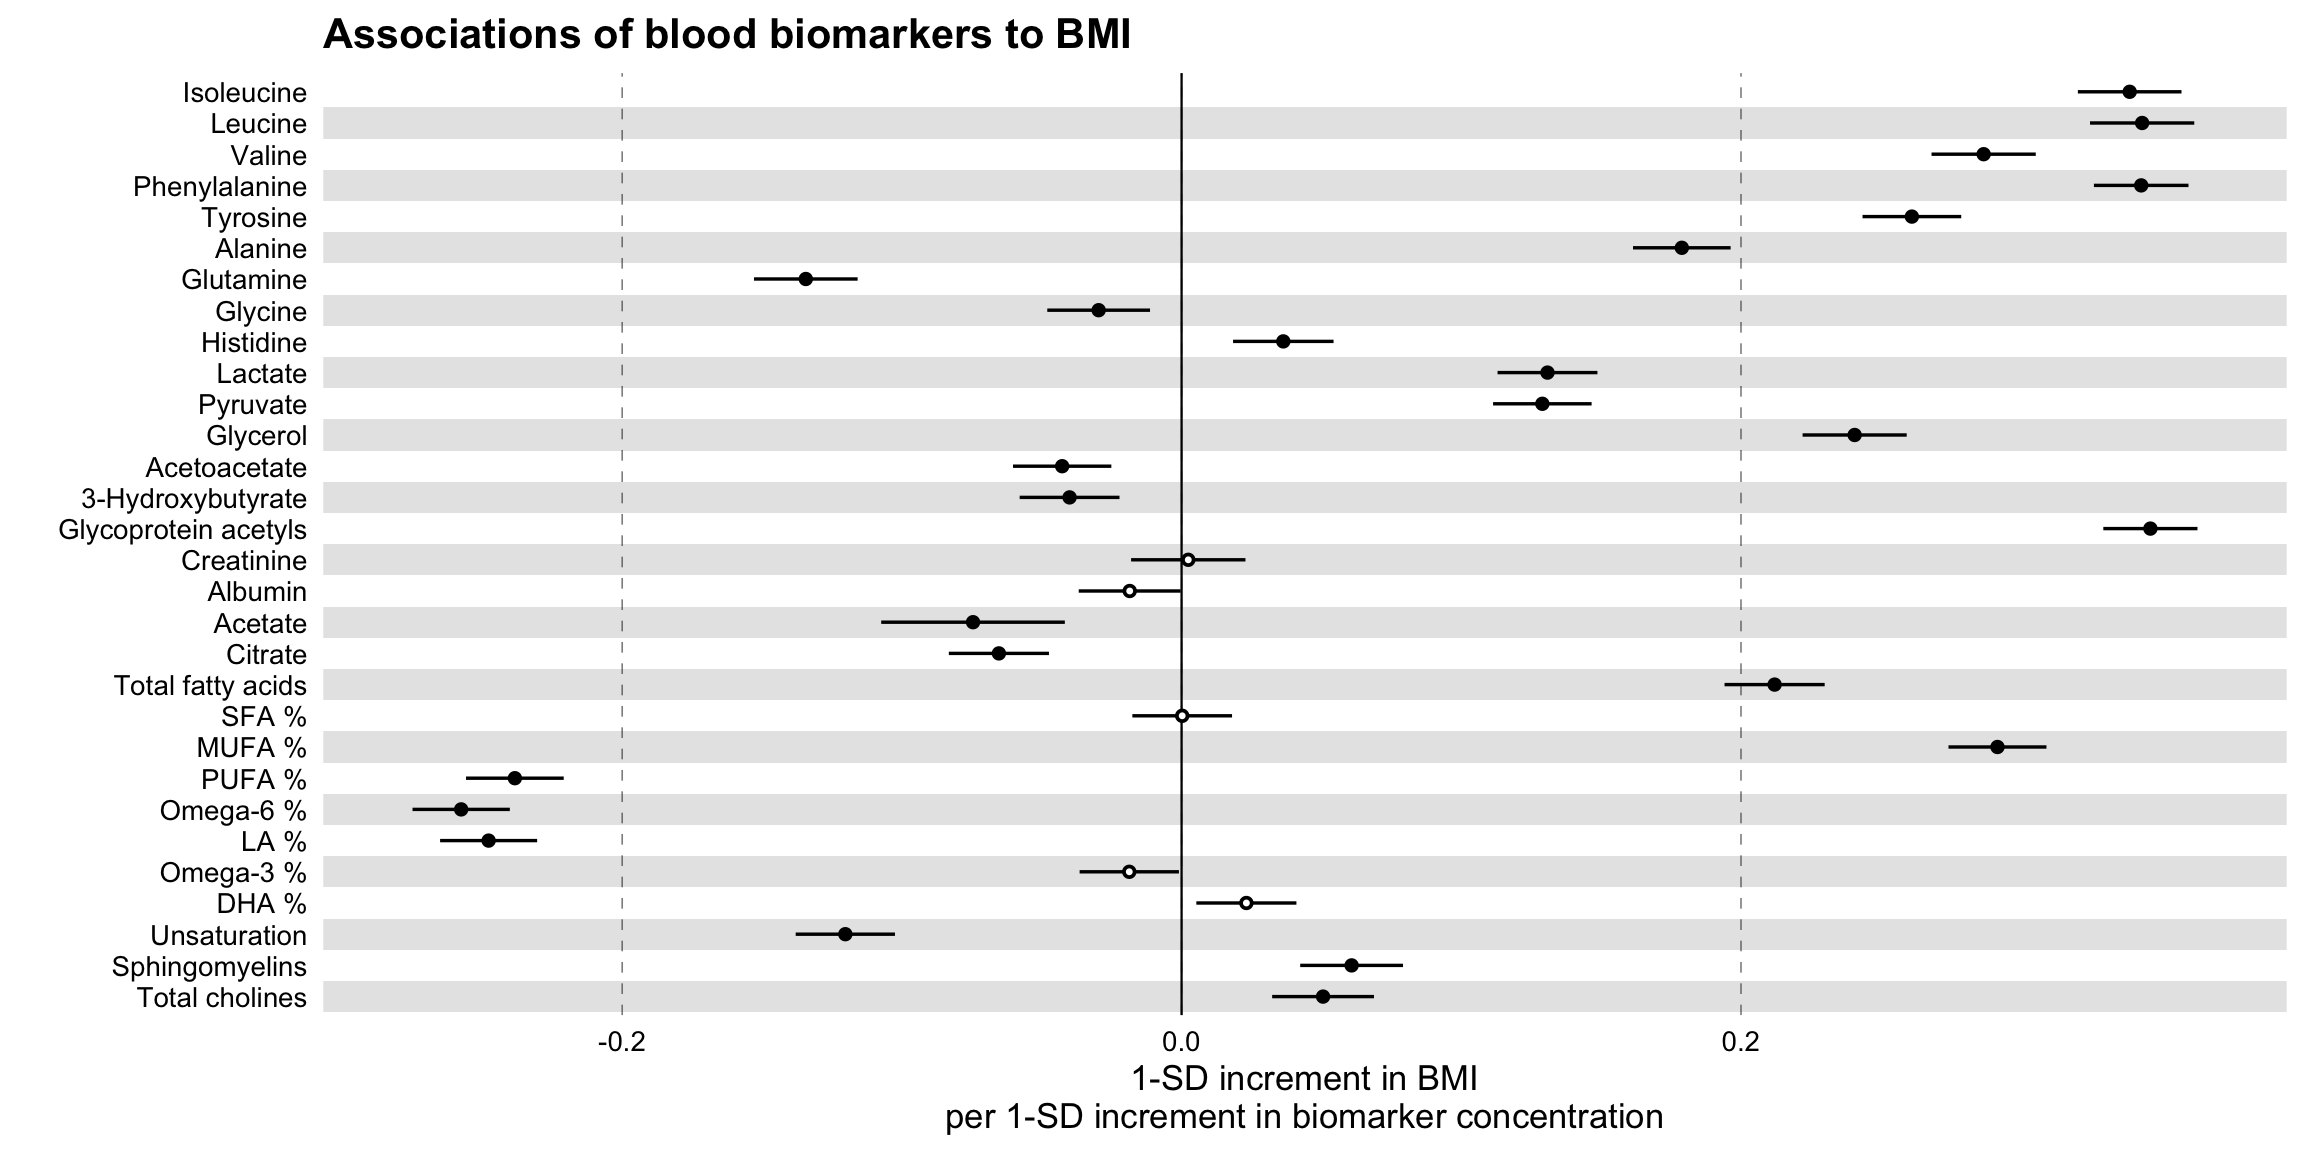 Associations of blood biomarkers to BMI
Isoleucine
Leucine
Valine
Phenylalanine
Tyrosine
Alanine
Glutamine
Glycine
Histidine
Lactate
Pyruvate
Glycerol
Acetoacetate
3-Hydroxybutyrate
Glycoprotein acetyls
Creatinine
Albumin
Acetate
Citrate
Total fatty acids
SFA %
MUFA %
PUFA %
Omega-6 %
LA %
Omega-3 %
DHA %
Unsaturation
Sphingomyelins
Total cholines
-0.2 0.0 0.2
1-SD increment in BMI
per 1-SD increment in biomarker concentration